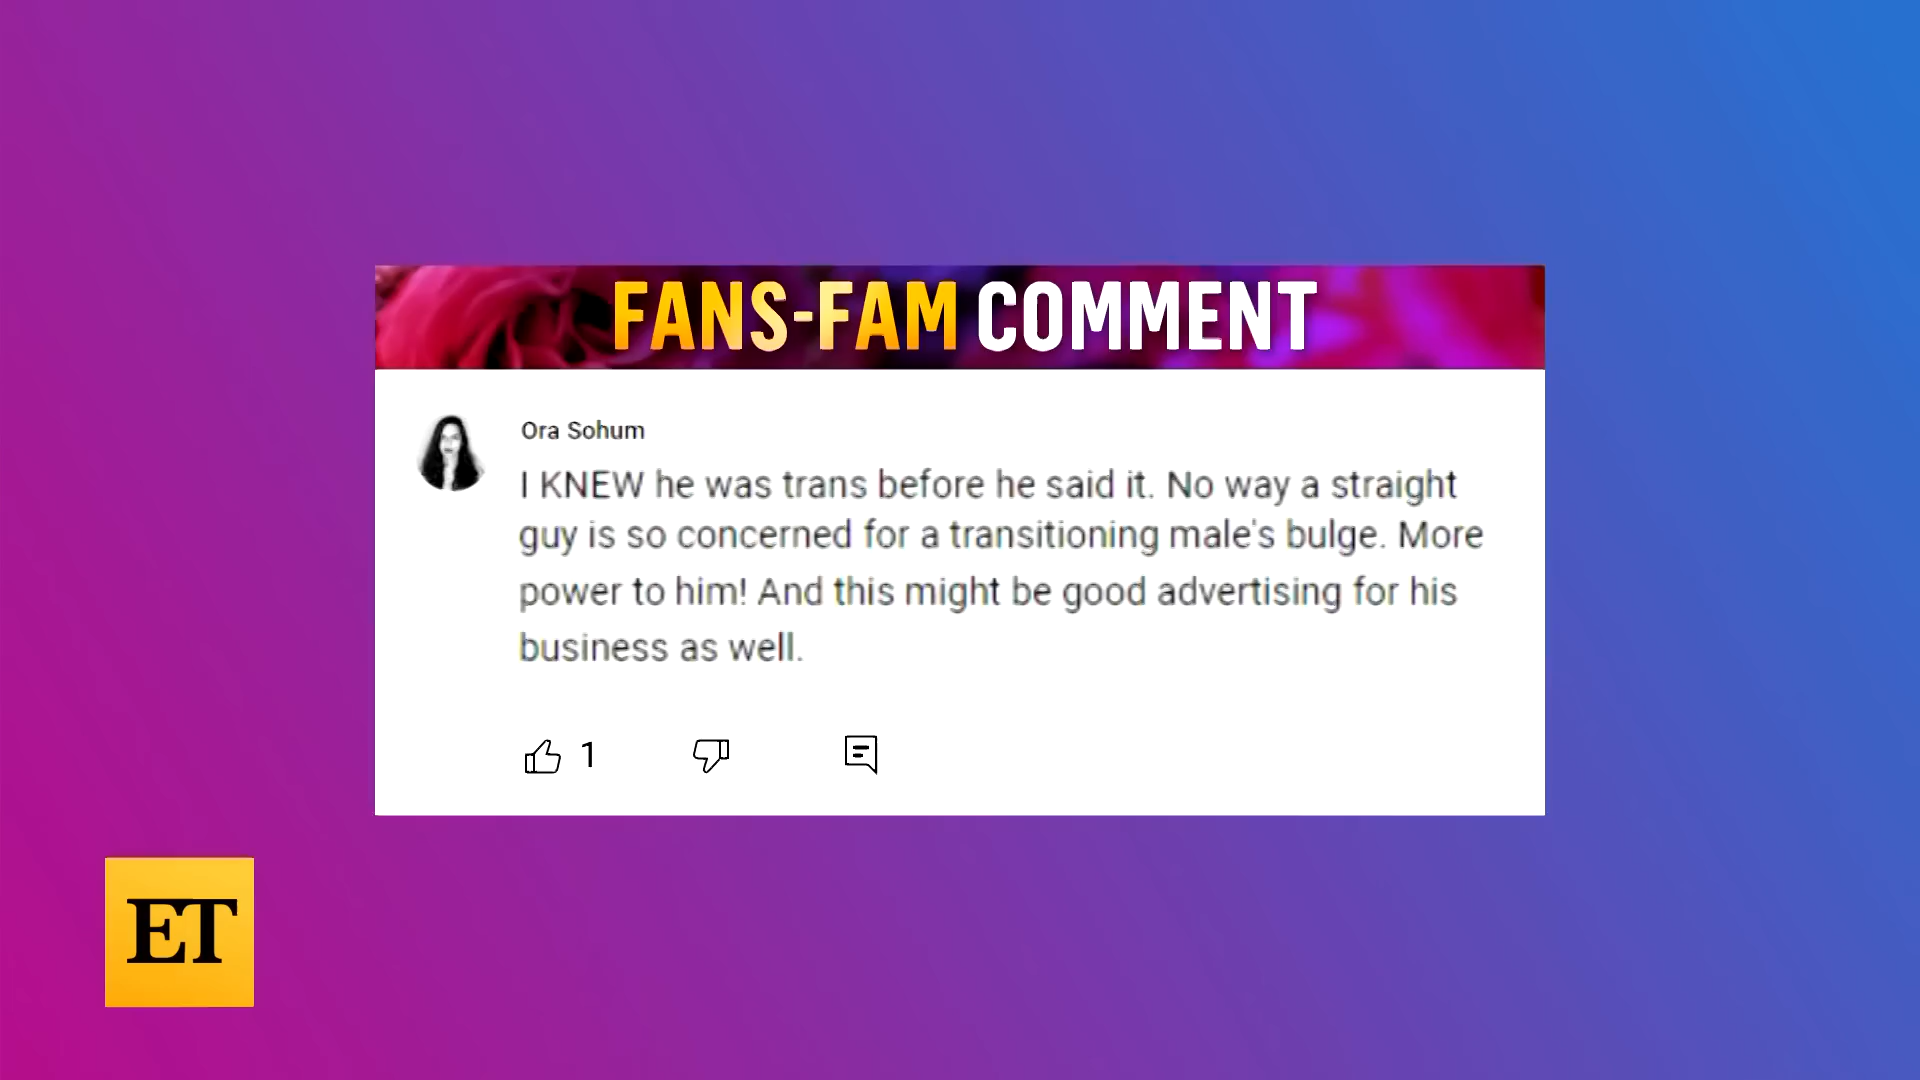 FANS-FAM COMMENT
Ora Sohum
I KNEW he was trans before he said it. No way a straight
guy is so concerned for a transitioning male's bulge. More
power to him! And this might be good advertising for his
business as well.
1
ET